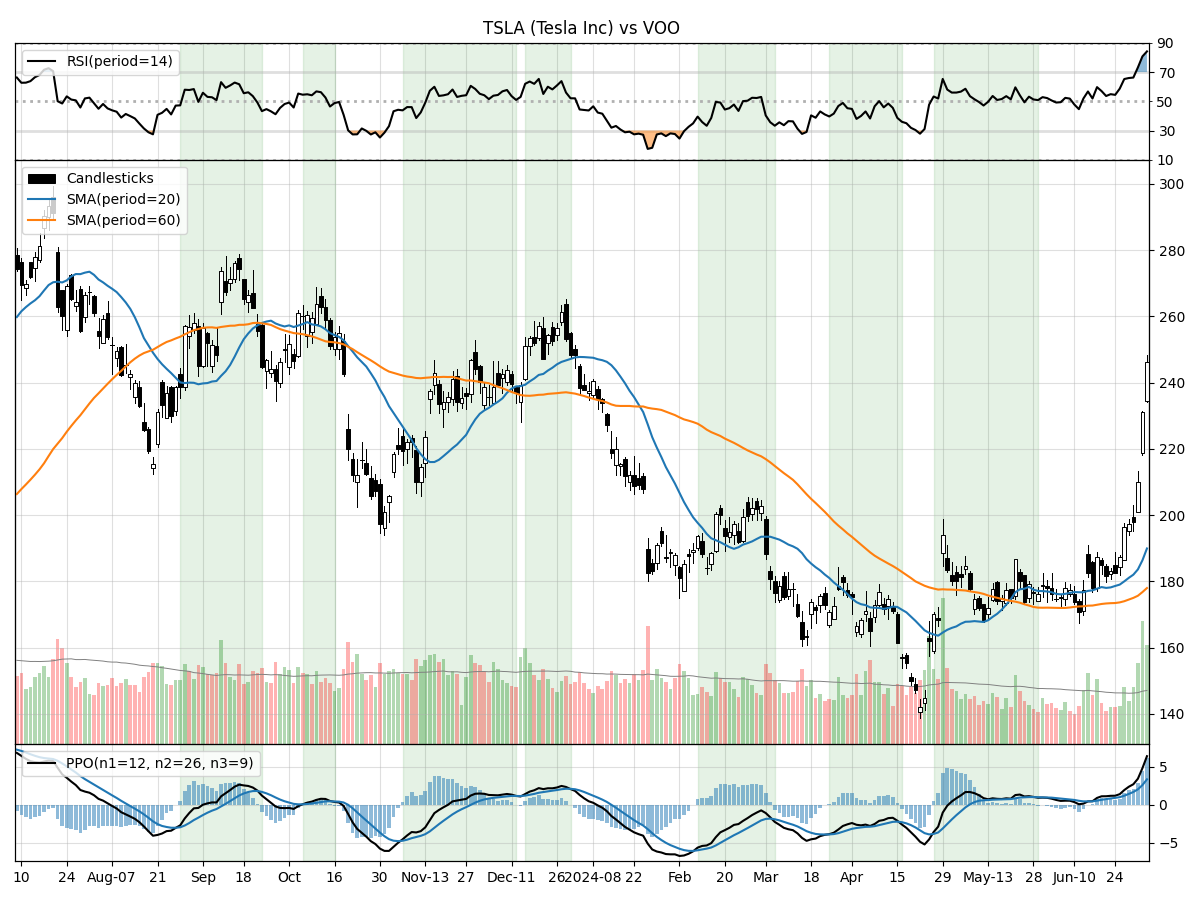 TSLA (Tesla Inc) vs VOO
RSI(period=14)
90
70
50
30
10
Candlesticks
SMA(period=20)
SMA(period=60)
300
280
260
240
220
200
180
160
140
PPO(n1=12, n2=26, n3=9)
5
0
−5
10 24 Aug-07 21 Sep 18 Oct 16 30 Nov-13 27 Dec-11 26 2024-08 22 Feb 20 Mar 18 Apr 15 29 May-13 28 Jun-10 24